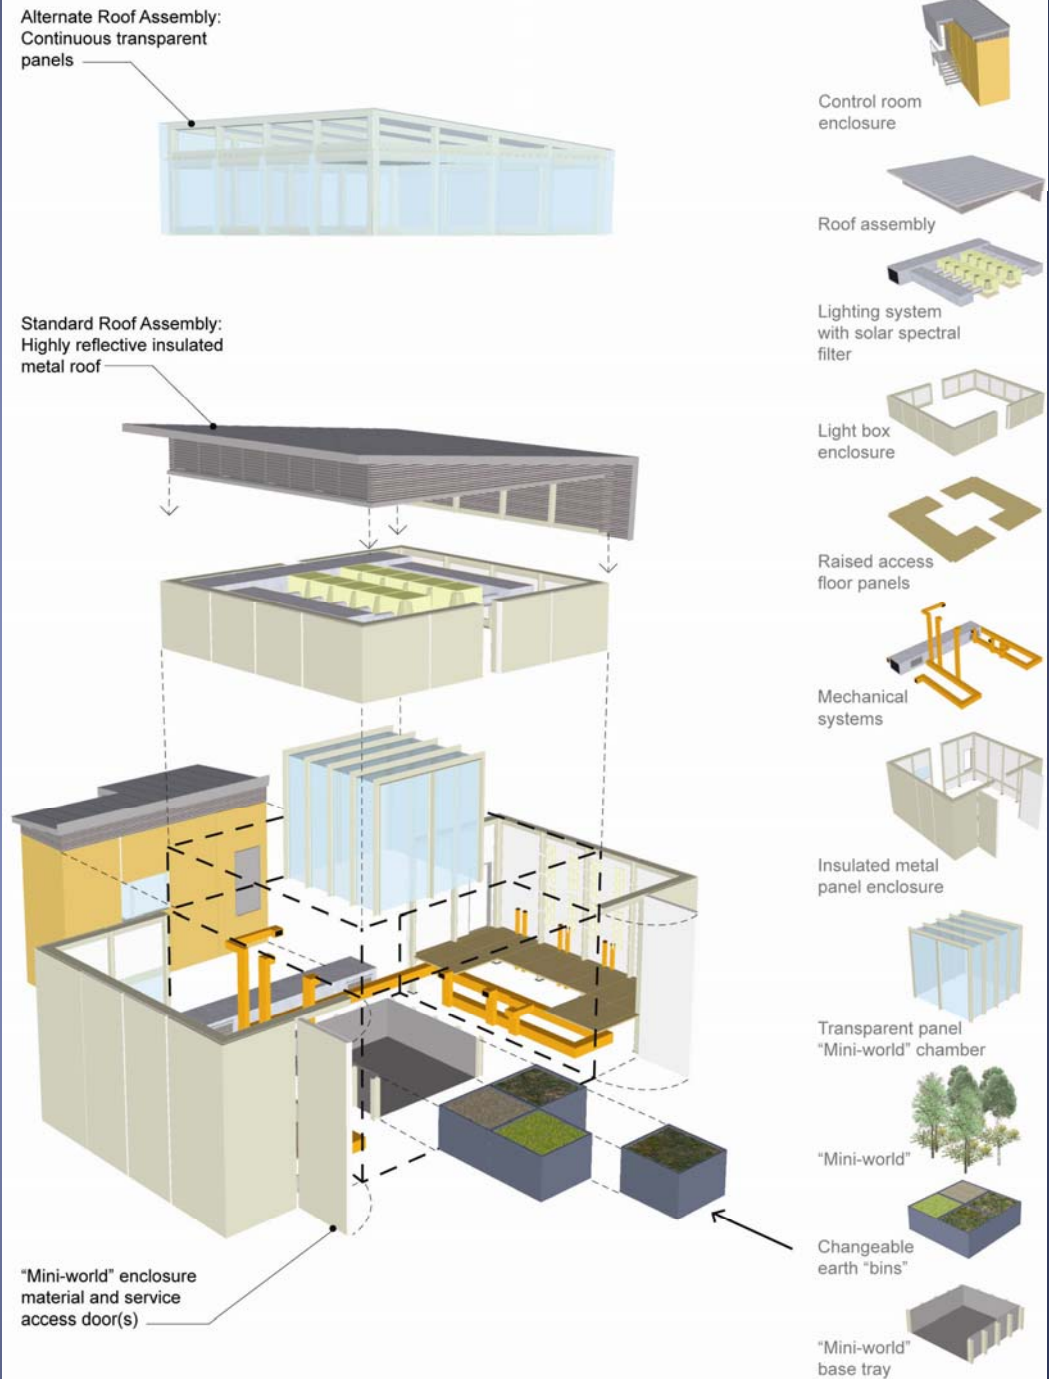 Alternate Roof Assembly:
Continuous transparent
panels
Standard Roof Assembly:
Highly reflective insulated
metal roof
“Mini-world” enclosure
material and service
access door(s)
Control room
enclosure
Roof assembly
Lighting system
with solar spectral
filter
Light box
enclosure
Raised access
floor panels
Mechanical
systems
Insulated metal
panel enclosure
Transparent panel
“Mini-world” chamber
“Mini-world”
Changeable
earth “bins”
“Mini-world”
base tray